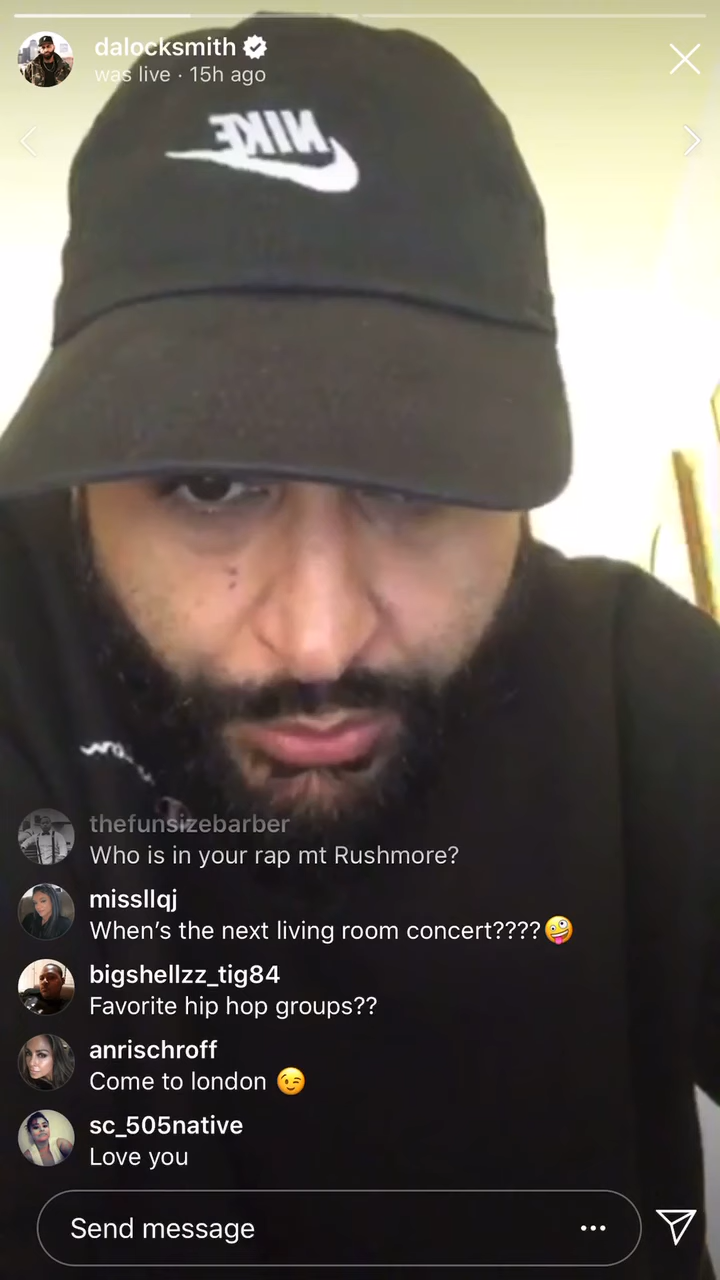 dalocksmith
was live · 15h ago
NIKE
thefunsizebarber
Who is in your rap mt Rushmore?
missllqj
When's the next living room concert????🤪
bigshellzz_tig84
Favorite hip hop groups??
anrischroff
Come to london 😉
sc_505native
Love you
Send message